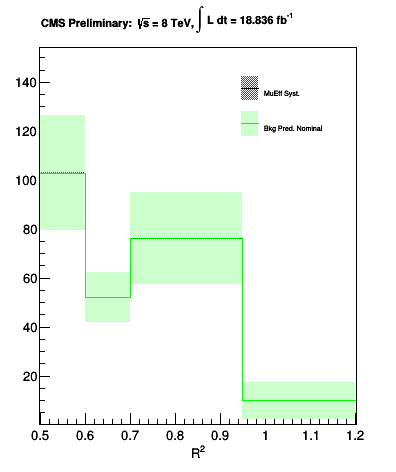 CMS Preliminary: √s = 8 TeV, ∫ L dt = 18.836 fb⁻¹
MuEff Syst.
Bkg Pred. Nominal
140
120
100
80
60
40
20
0.5 0.6 0.7 0.8 0.9 1 1.1 1.2
R²